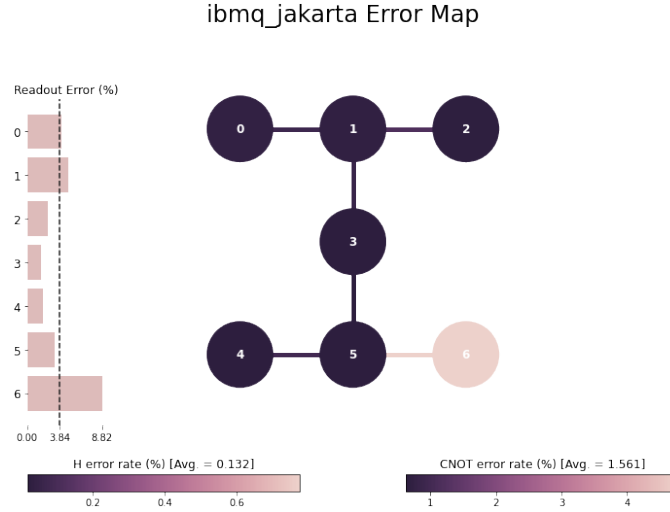 ibmq_jakarta Error Map
Readout Error (%)
0
1
2
3
4
5
6
0.00 3.84 8.82
0 1 2
3
4 5 6
H error rate (%) [Avg. = 0.132]
0.2 0.4 0.6
CNOT error rate (%) [Avg. = 1.561]
1 2 3 4